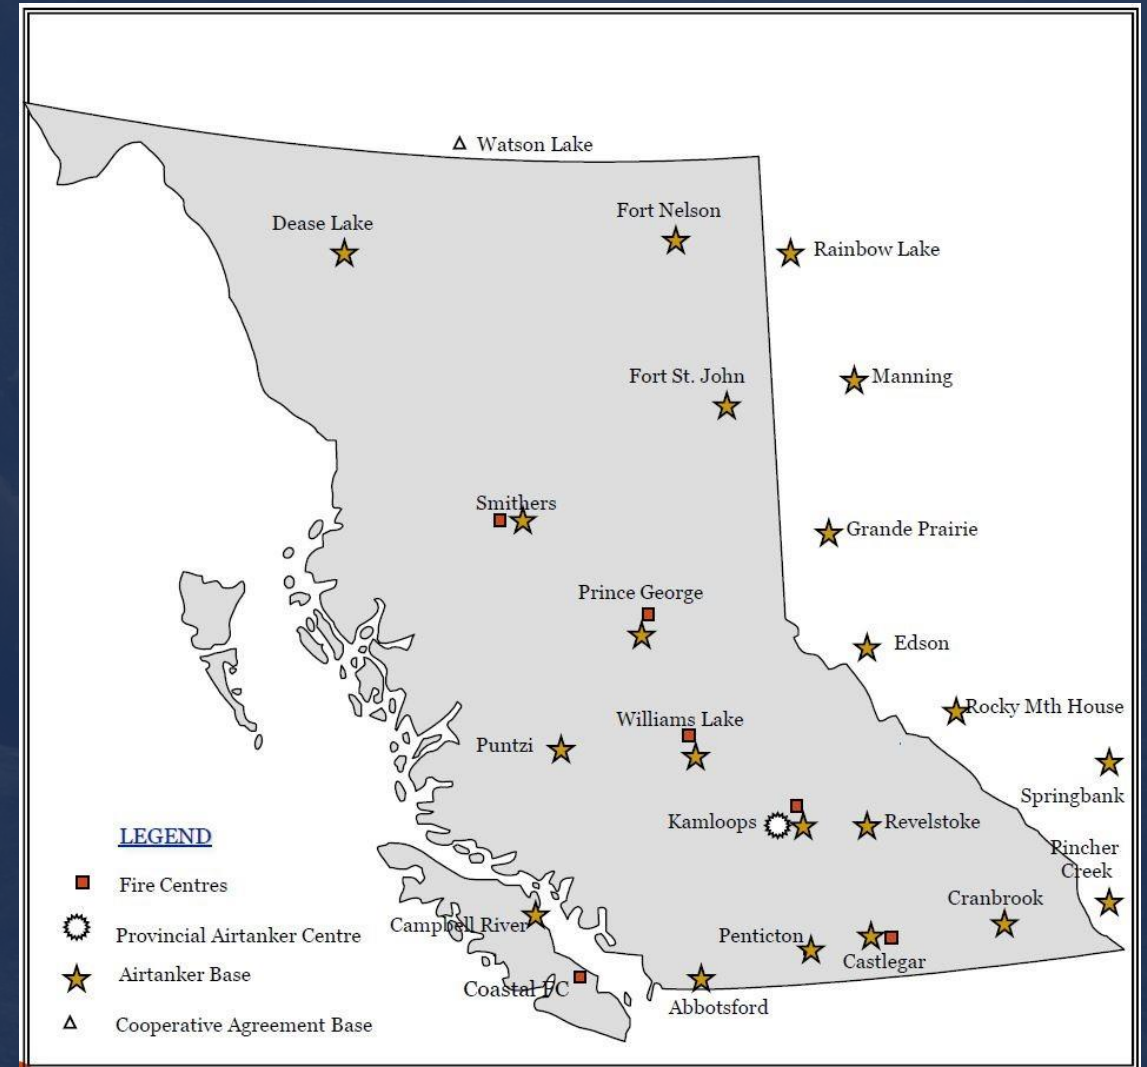 Watson Lake
Dease Lake
Fort Nelson
Rainbow Lake
Fort St. John
Manning
Smithers
Grande Prairie
Prince George
Edson
Rocky Mth House
Williams Lake
Puntzi
Springbank
Kamloops
Revelstoke
Pincher
Creek
Cranbrook
Campbell River
Penticton
Castlegar
Coastal FC
Abbotsford
LEGEND
Fire Centres
Provincial Airtanker Centre
Airtanker Base
Cooperative Agreement Base